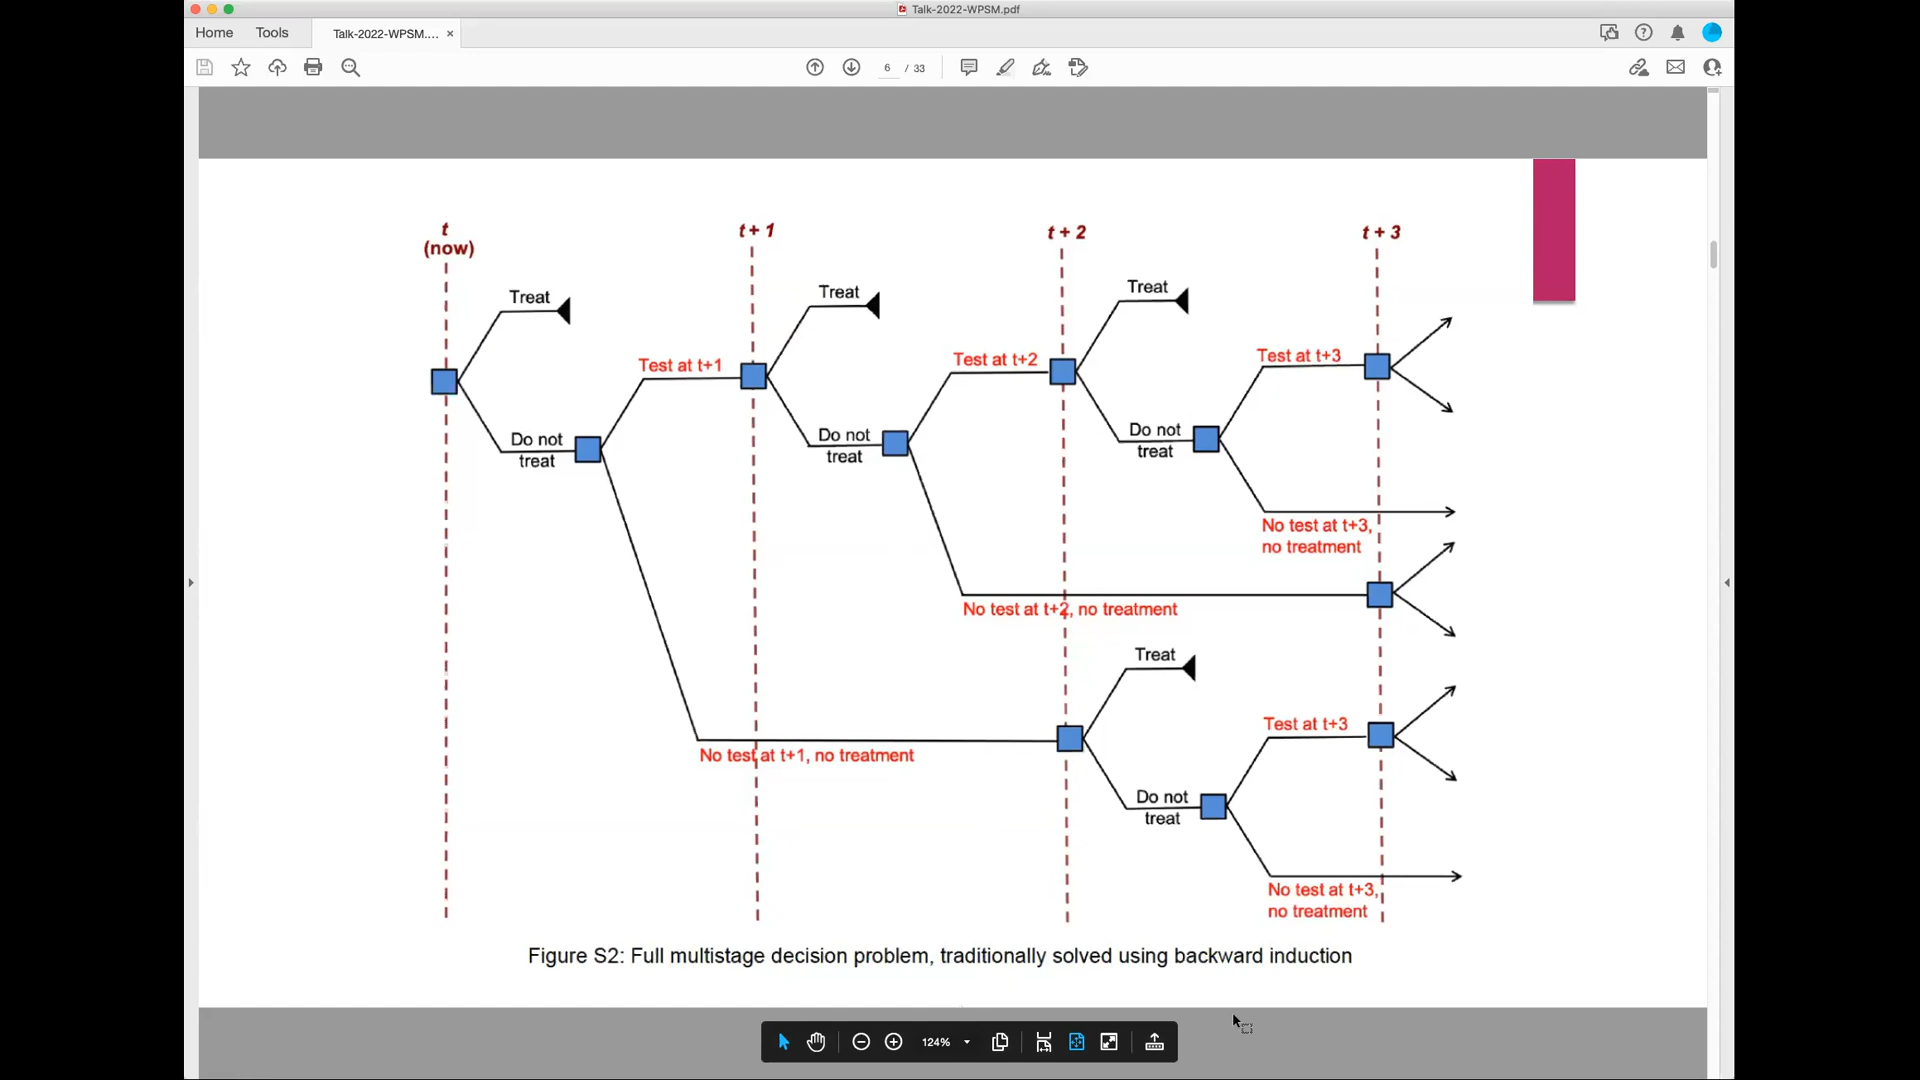 Talk-2022-WPSM.pdf
Home
Tools
Talk-2022-WPSM....
6 / 33
t
(now)
t + 1
t + 2
t + 3
Treat
Treat
Treat
Test at t+1
Test at t+2
Test at t+3
Do not
treat
Do not
treat
Do not
treat
No test at t+3,
no treatment
No test at t+2, no treatment
Treat
Test at t+3
No test at t+1, no treatment
Do not
treat
No test at t+3,
no treatment
Figure S2: Full multistage decision problem, traditionally solved using backward induction
124%